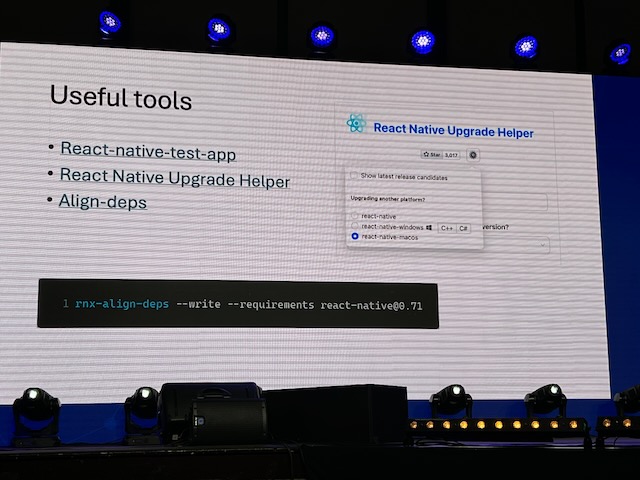 Useful tools
• React-native-test-app
• React Native Upgrade Helper
• Align-deps
React Native Upgrade Helper
Star 3,017
Show latest release candidates
Upgrading another platform?
react-native
react-native-windows C++ C# version?
react-native-macos
1 rnx-align-deps --write --requirements react-native@0.71